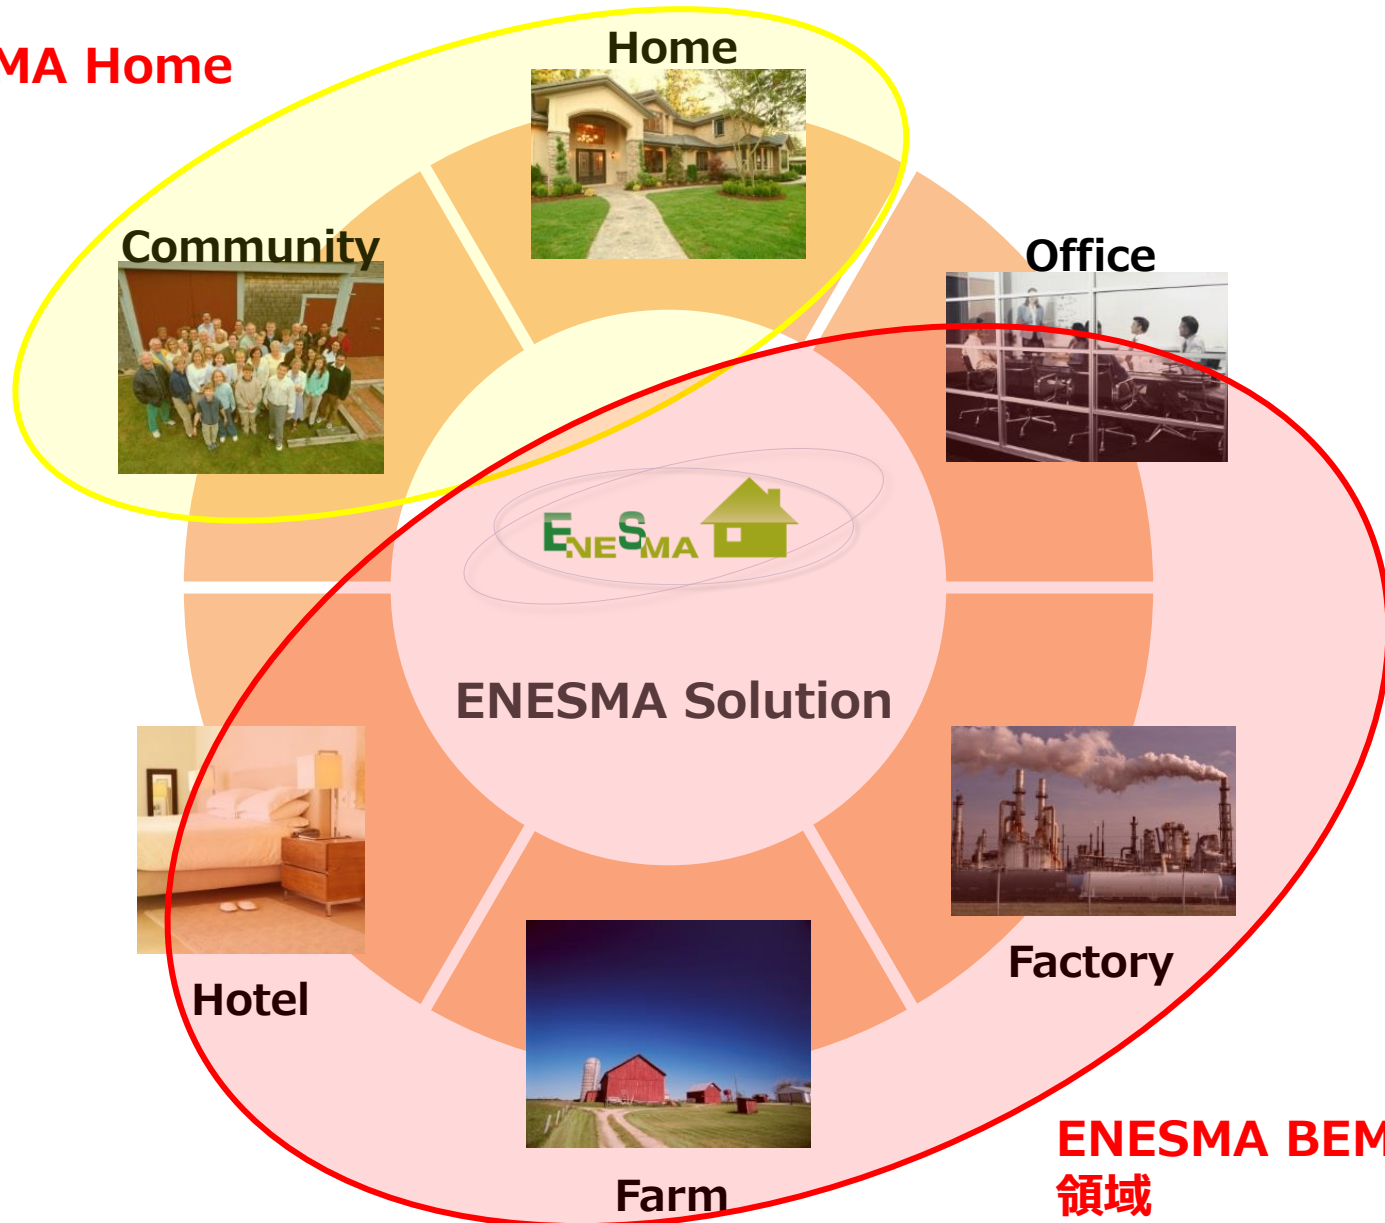 MA Home
Home
Community
Office
ENESMA
ENESMA Solution
Hotel
Factory
Farm
ENESMA BEM
領域